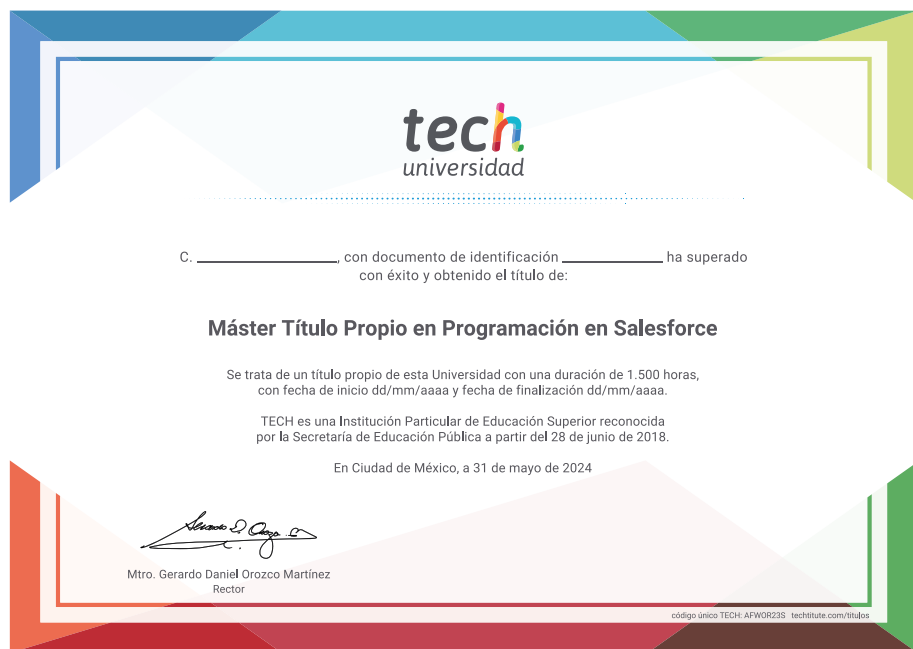 tech
universidad
C. ____________, con documento de identificación ____________ ha superado
con éxito y obtenido el título de:
Máster Título Propio en Programación en Salesforce
Se trata de un título propio de esta Universidad con una duración de 1.500 horas,
con fecha de inicio dd/mm/aaaa y fecha de finalización dd/mm/aaaa.
TECH es una Institución Particular de Educación Superior reconocida
por la Secretaría de Educación Pública a partir del 28 de junio de 2018.
En Ciudad de México, a 31 de mayo de 2024
Mtro. Gerardo Daniel Orozco Martínez
Rector
código único TECH: AFWOR23S techtitute.com/titulos